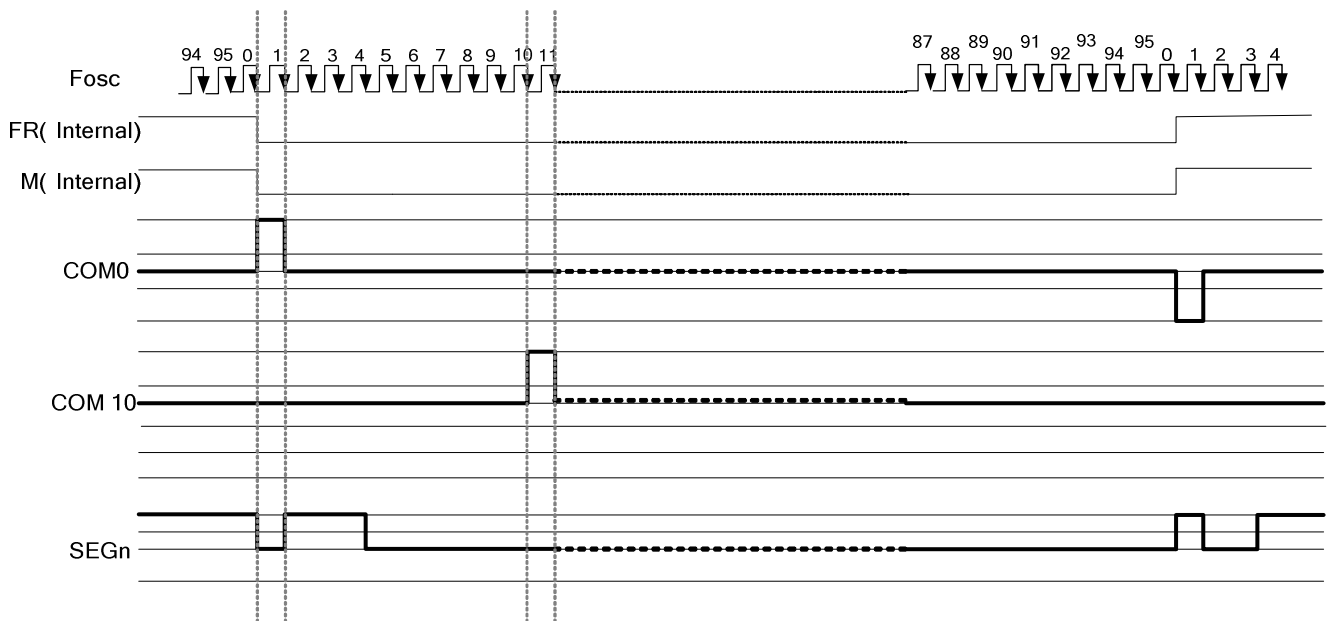 94 95 0 1 2 3 4 5 6 7 8 9 10 11 87 88 89 90 91 92 93 94 95 0 1 2 3 4
Fosc
FR( Internal)
M( Internal)
COM0
COM 10
SEGn